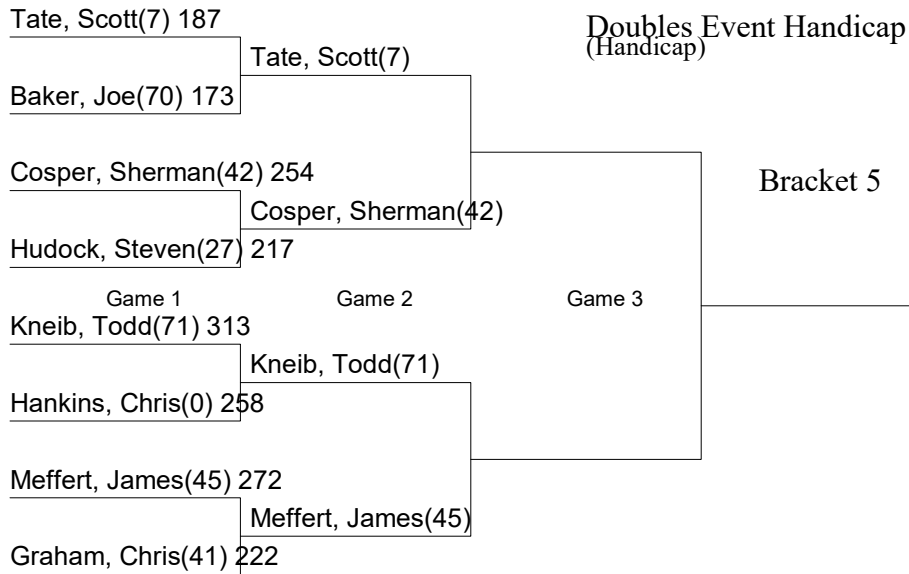 Tate, Scott(7) 187
Doubles Event Handicap
(Handicap)
Tate, Scott(7)
Baker, Joe(70) 173
Cosper, Sherman(42) 254
Bracket 5
Cosper, Sherman(42)
Hudock, Steven(27) 217
Game 1
Game 2
Game 3
Kneib, Todd(71) 313
Kneib, Todd(71)
Hankins, Chris(0) 258
Meffert, James(45) 272
Meffert, James(45)
Graham, Chris(41) 222